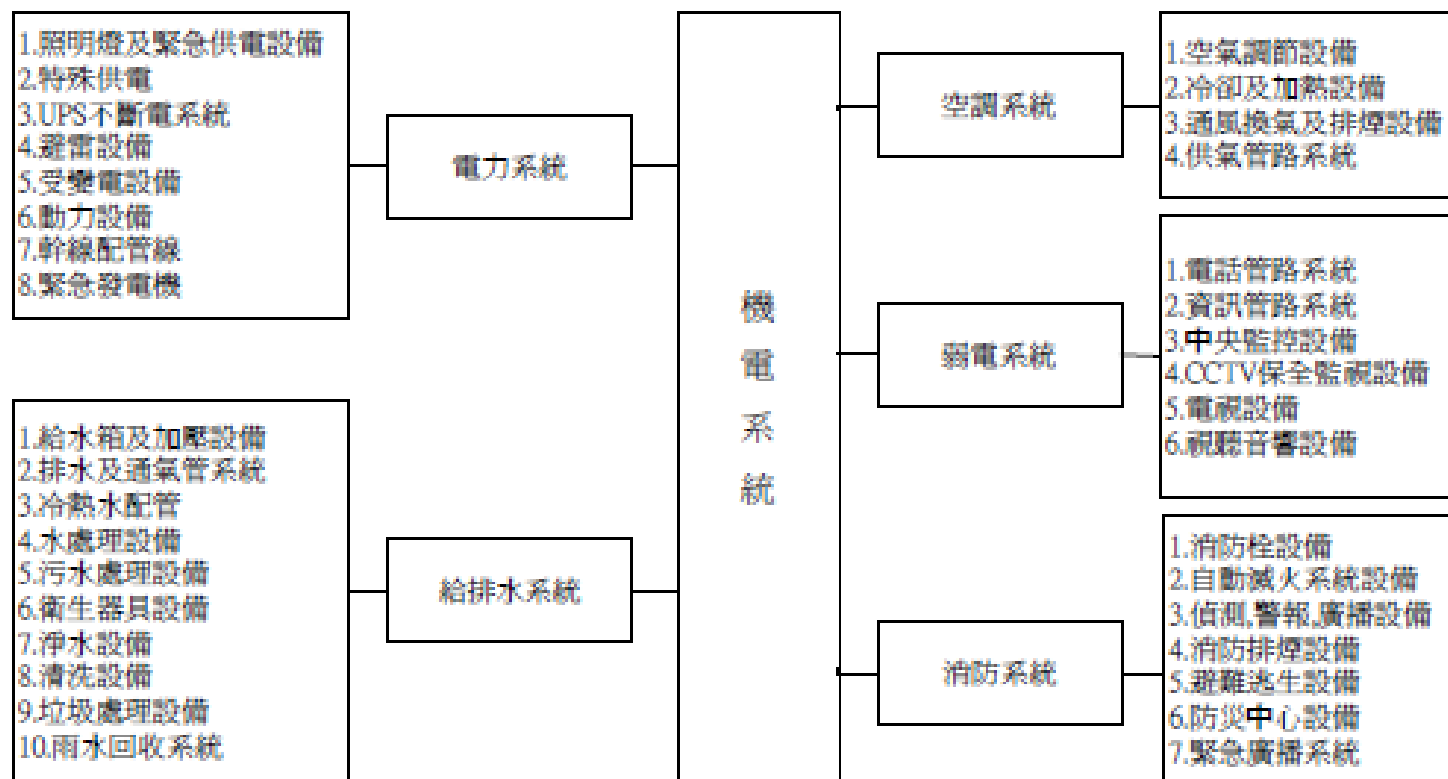 1.照明燈及緊急供電設備
2.特殊供電
3.UPS不斷電系統
4.避雷設備
5.受變電設備
6.動力設備
7.幹線配管線
8.緊急發電機
電力系統
1.給水箱及加壓設備
2.排水及通氣管系統
3.冷熱水配管
4.水處理設備
5.污水處理設備
6.衛生器具設備
7.淨水設備
8.清洗設備
9.垃圾處理設備
10.雨水回收系統
給排水系統
機電系統
空調系統
1.空氣調節設備
2.冷卻及加熱設備
3.通風換氣及排煙設備
4.供氣管路系統
弱電系統
1.電話管路系統
2.資訊管路系統
3.中央監控設備
4.CCTV保全監視設備
5.電視設備
6.視聽音響設備
消防系統
1.消防栓設備
2.自動滅火系統設備
3.偵測,警報,廣播設備
4.消防排煙設備
5.避難逃生設備
6.防災中心設備
7.緊急廣播系統